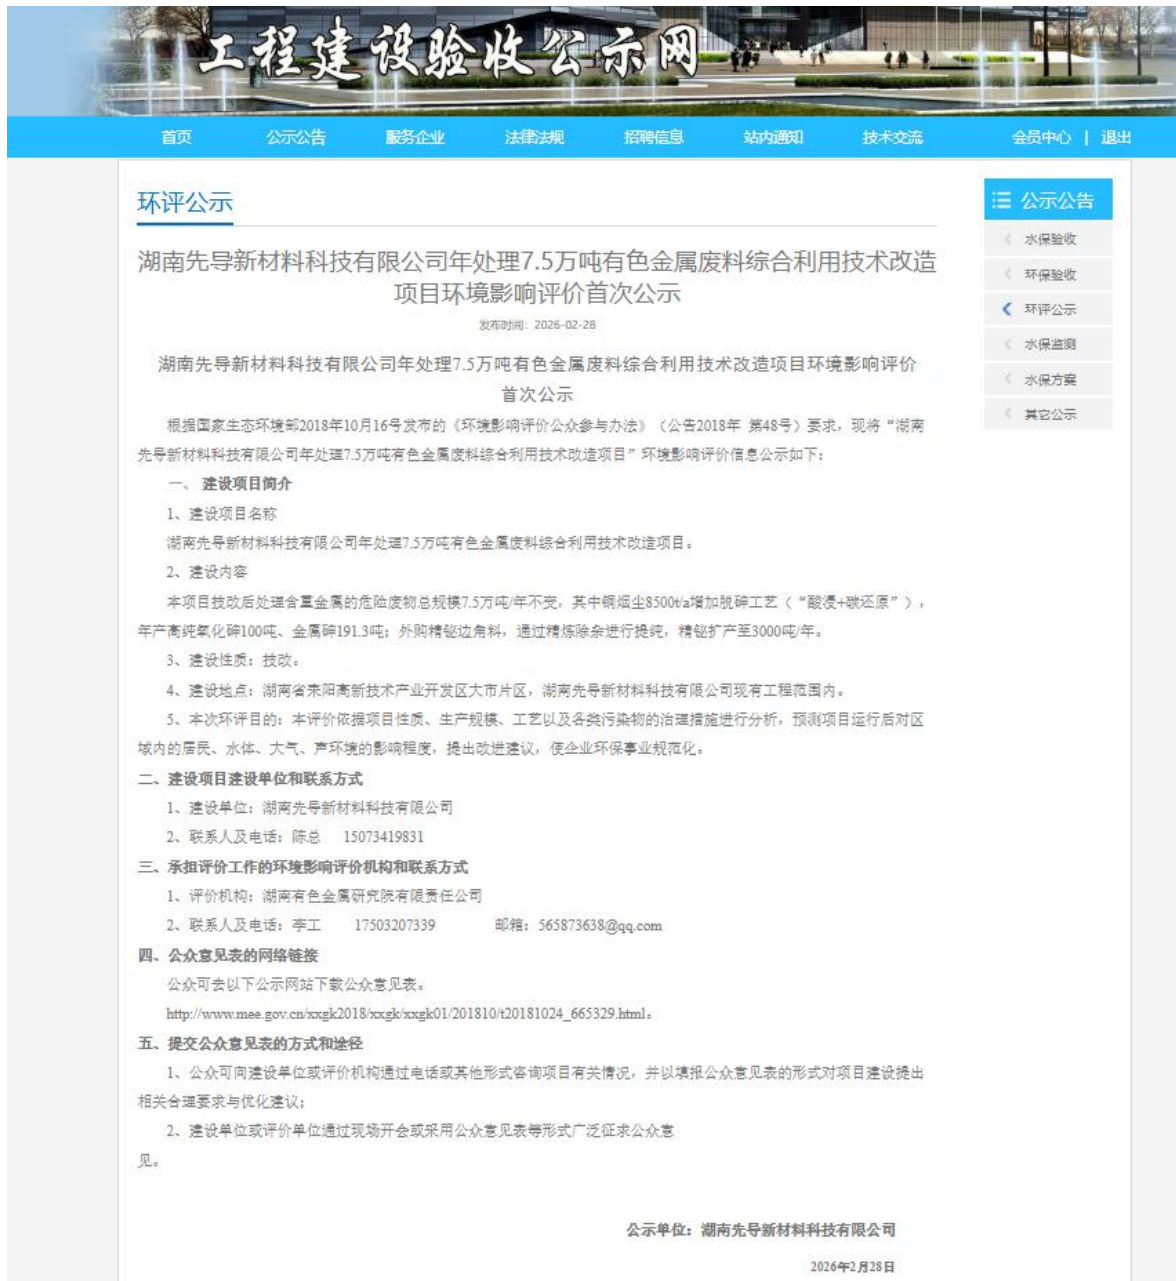 工程建设验收公示网
首页 公示公告 服务企业 法律法规 招聘信息 站内通知 技术交流 会员中心 | 退出
环评公示
湖南先导新材料科技有限公司年处理7.5万吨有色金属废料综合利用技术改造
项目环境影响评价首次公示
发布时间：2026-02-28
湖南先导新材料科技有限公司年处理7.5万吨有色金属废料综合利用技术改造项目环境影响评价
首次公示
根据国家生态环境部2018年10月16号发布的《环境影响评价公众参与办法》（公告2018年 第48号）要求，现将“湖南
先导新材料科技有限公司年处理7.5万吨有色金属废料综合利用技术改造项目”环境影响评价信息公示如下：
一、 建设项目简介
1、建设项目名称
湖南先导新材料科技有限公司年处理7.5万吨有色金属废料综合利用技术改造项目。
2、建设内容
本项目技改后处理含重金属的危险废物总规模7.5万吨/年不变，其中铜烟尘8500t/a增加脱砷工艺（“酸浸+碳还原”），
年产高纯氧化砷100吨、金属砷191.3吨；外购精铋边角料，通过精炼除杂进行提纯，精铋扩产至3000吨/年。
3、建设性质：技改。
4、建设地点：湖南省耒阳高新技术产业开发区大市片区，湖南先导新材料科技有限公司现有工程范围内。
5、本次环评目的：本评价依据项目性质、生产规模、工艺以及各类污染物的治理措施进行分析，预测项目运行后对区
域内的居民、水体、大气、声环境的影响程度，提出改进建议，使企业环保事业规范化。
二、建设项目建设单位和联系方式
1、建设单位：湖南先导新材料科技有限公司
2、联系人及电话：陈总 15073419831
三、承担评价工作的环境影响评价机构和联系方式
1、评价机构：湖南有色金属研究院有限责任公司
2、联系人及电话：李工 17503207339 邮箱：565873638@qq.com
四、公众意见表的网络链接
公众可去以下公示网站下载公众意见表。
http://www.mee.gov.cn/xxgk2018/xxgk/xxgk01/201810/t20181024_665329.html。
五、提交公众意见表的方式和途径
1、公众可向建设单位或评价机构通过电话或其他形式咨询项目有关情况，并以填报公众意见表的形式对项目建设提出
相关合理要求与优化建议；
2、建设单位或评价单位通过现场开会或采用公众意见表等形式广泛征求公众意
见。
公示单位：湖南先导新材料科技有限公司
2026年2月28日
公示公告
水保验收
环保验收
环评公示
水保监测
水保方案
其它公示